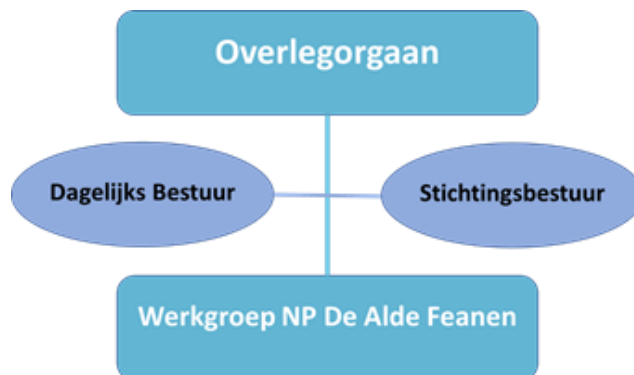 Overlegorgaan
Dagelijks Bestuur
Stichtingsbestuur
Werkgroep NP De Alde Feanen